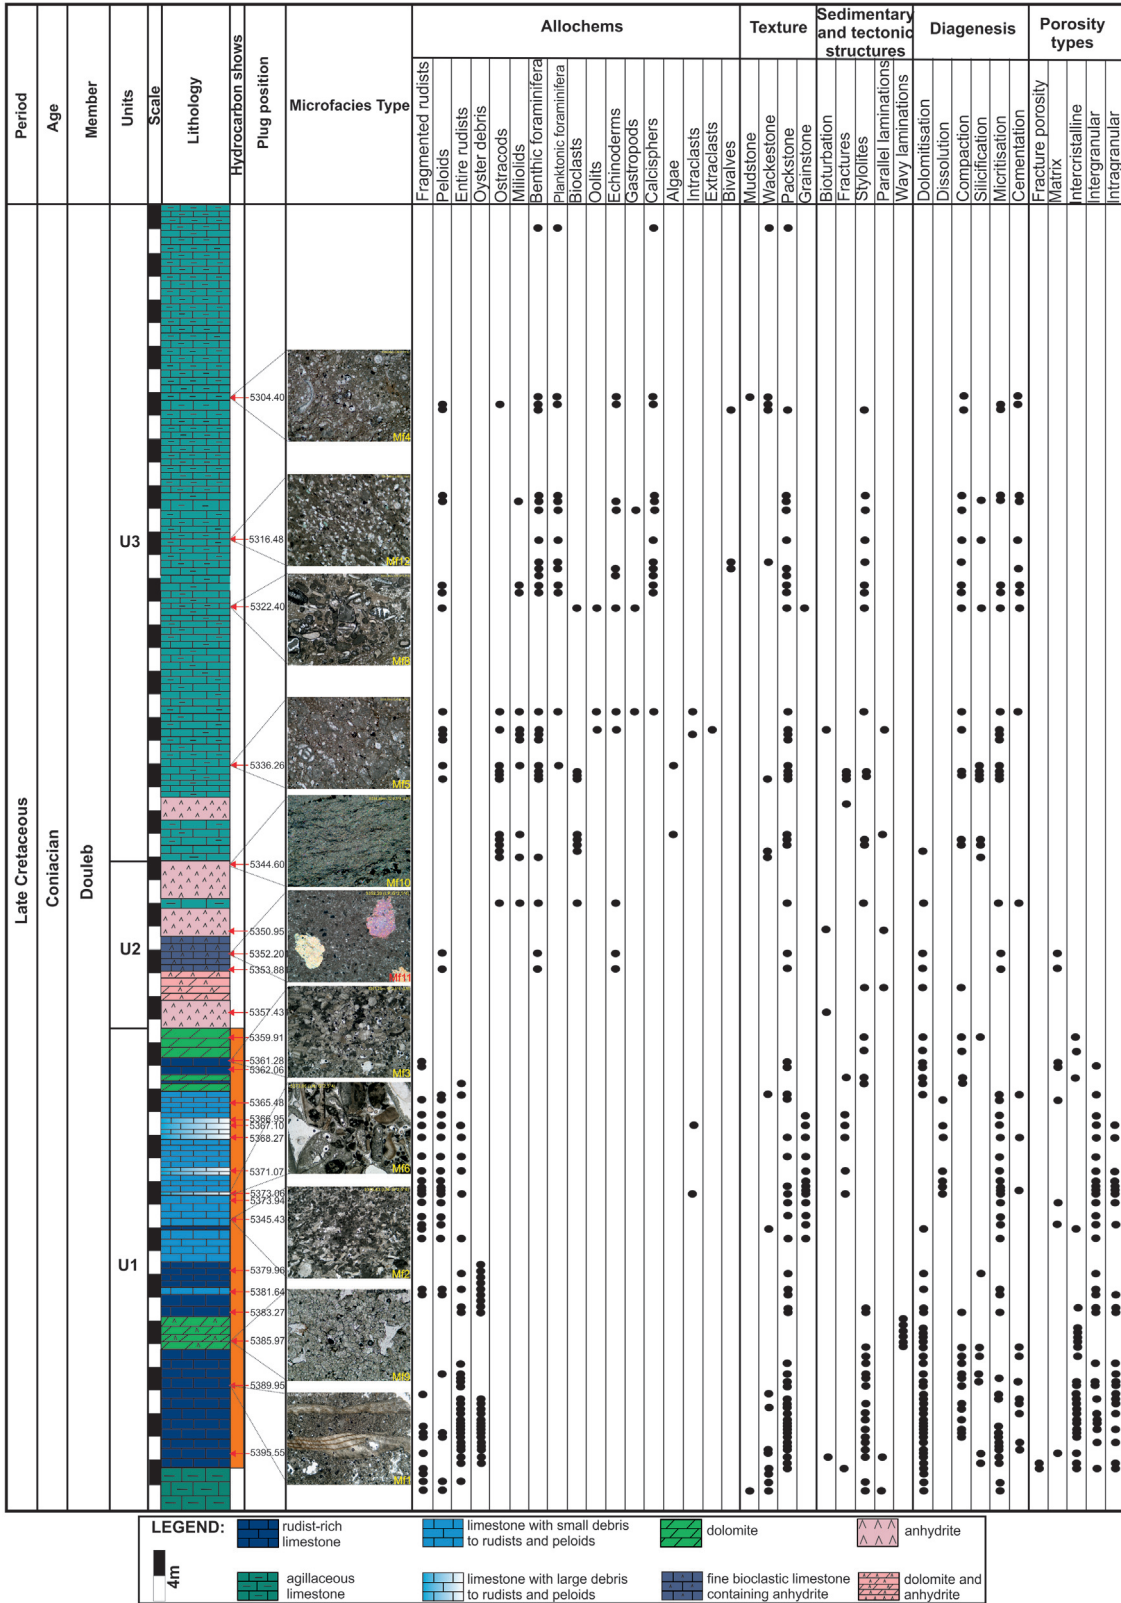 Allochems
Texture
Sedimentary
and tectonic
structures
Diagenesis
Porosity
types
Period
Age
Member
Units
Scale
Lithology
Hydrocarbon shows
Plug position
Microfacies Type
Fragmented rudists
Peloids
Entire rudists
Oyster debris
Ostracods
Miliolids
Benthic foraminifera
Planktonic foraminifera
Bioclasts
Oolits
Echinoderms
Gastropods
Calcisphers
Algae
Intraclasts
Extraclasts
Bivalves
Mudstone
Wackestone
Packstone
Grainstone
Bioturbation
Fractures
Stylolites
Parallel laminations
Wavy laminations
Dolomitisation
Dissolution
Compaction
Silicification
Micritisation
Cementation
Fracture porosity
Matrix
Intercristalline
Intergranular
Intragranular
Late Cretaceous
Coniacian
Douleb
U3
U2
U1
5304.40
5316.48
5322.40
5336.26
5344.60
5350.95
5352.20
5353.88
5357.43
5359.91
5361.28
5362.06
5365.48
5366.95
5367.10
5368.27
5371.07
5373.06
5373.94
5345.43
5379.96
5381.64
5383.27
5385.97
5389.95
5395.55
Mf4
Mf12
Mf8
Mf5
Mf10
Mf11
Mf3
Mf6
Mf2
Mf9
Mf1
LEGEND:
4m
rudist-rich
limestone
limestone with small debris
to rudists and peloids
dolomite
anhydrite
agillaceous
limestone
limestone with large debris
to rudists and peloids
fine bioclastic limestone
containing anhydrite
dolomite and
anhydrite